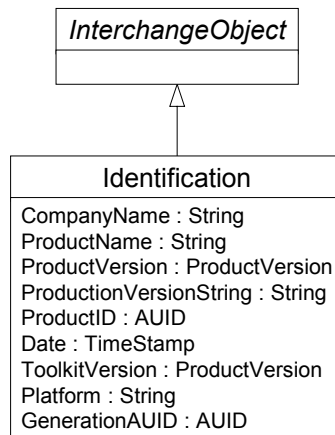 InterchangeObject
Identification
CompanyName : String
ProductName : String
ProductVersion : ProductVersion
ProductionVersionString : String
ProductID : AUID
Date : TimeStamp
ToolkitVersion : ProductVersion
Platform : String
GenerationAUID : AUID